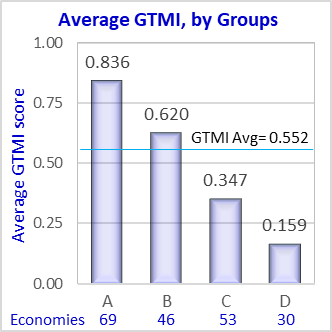 Average GTMI, by Groups
Average GTMI score
1.00
0.75
0.50
0.25
0.00
0.836
0.620
0.347
0.159
GTMI Avg= 0.552
A B C D
Economies 69 46 53 30